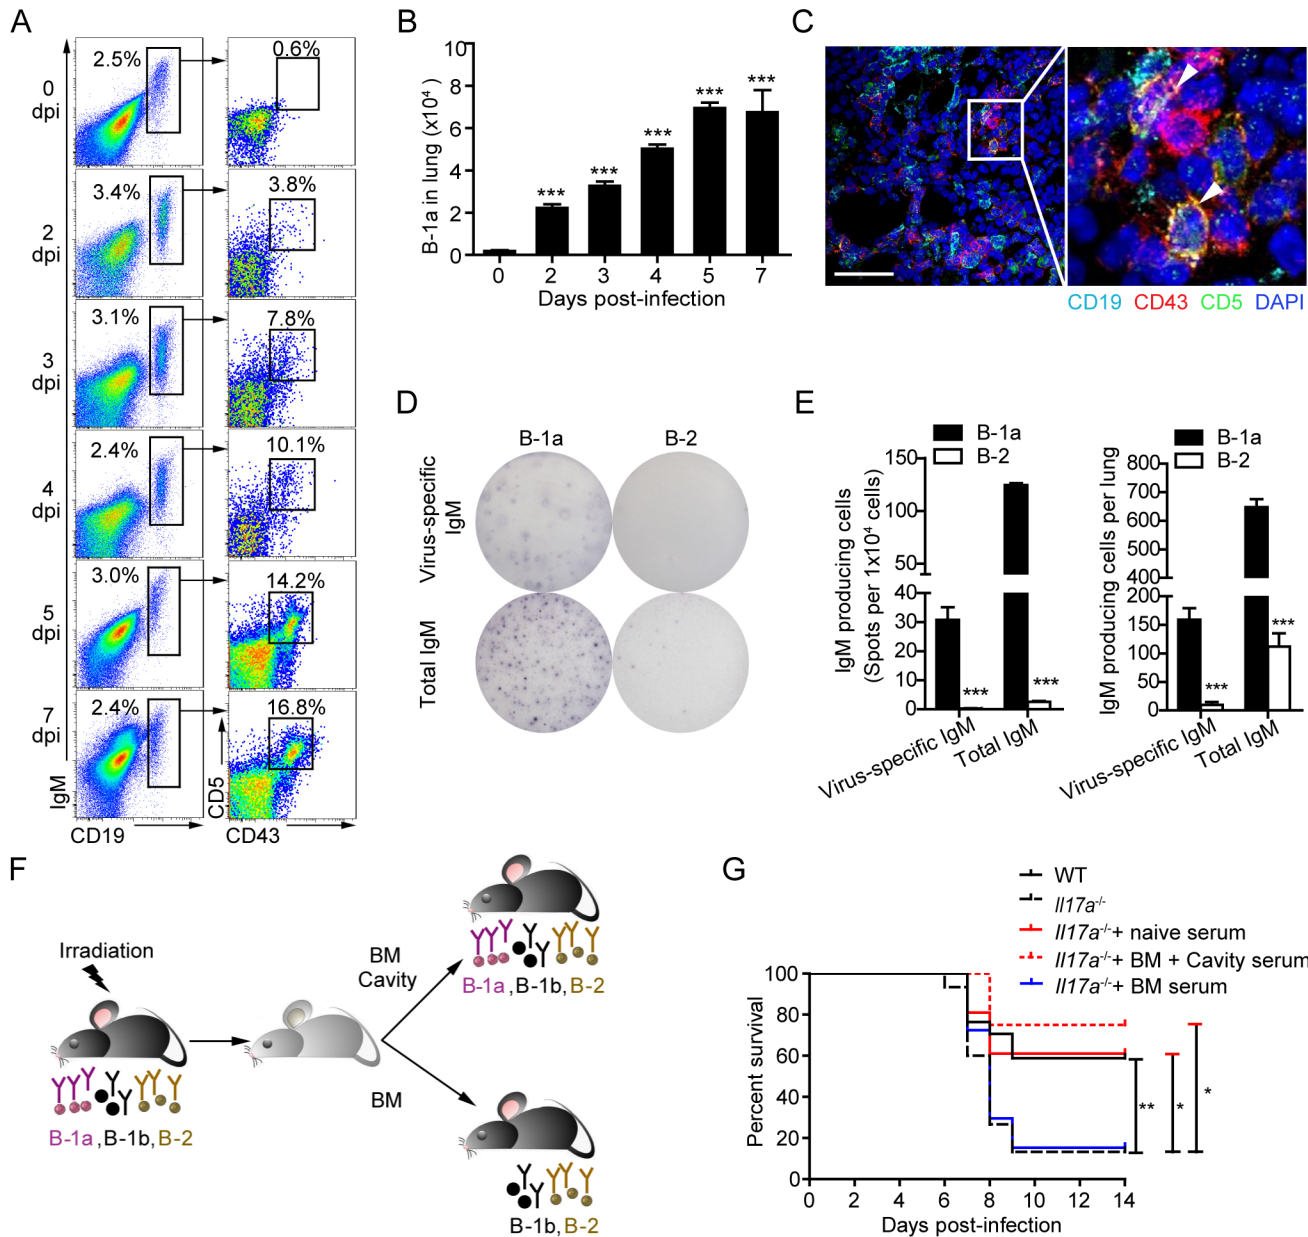 A
0
dpi
2.5%
0.6%
2
dpi
3.4%
3.8%
3
dpi
3.1%
7.8%
4
dpi
2.4%
10.1%
5
dpi
3.0%
14.2%
7
dpi
2.4%
16.8%
IgM
CD19
CD5
CD43
B
B-1a in lung (x10⁴)
10
8
6
4
2
0
***
***
***
***
***
0 2 3 4 5 7
Days post-infection
C
CD19 CD43 CD5 DAPI
D
B-1a B-2
Virus-specific
IgM
Total IgM
E
B-1a
B-2
IgM producing cells
(Spots per 1x10⁴ cells)
150
100
50
40
30
20
10
0
***
***
Virus-specific IgM
Total IgM
B-1a
B-2
IgM producing cells per lung
800
700
600
500
400
200
150
100
50
0
***
***
Virus-specific IgM
Total IgM
F
Irradiation
B-1a, B-1b, B-2
BM
Cavity
B-1a, B-1b, B-2
BM
B-1b, B-2
G
WT
Il17a-/-
Il17a-/- + naive serum
Il17a-/- + BM + Cavity serum
Il17a-/- + BM serum
Percent survival
100
80
60
40
20
0
0 2 4 6 8 10 12 14
Days post-infection
**
*
*